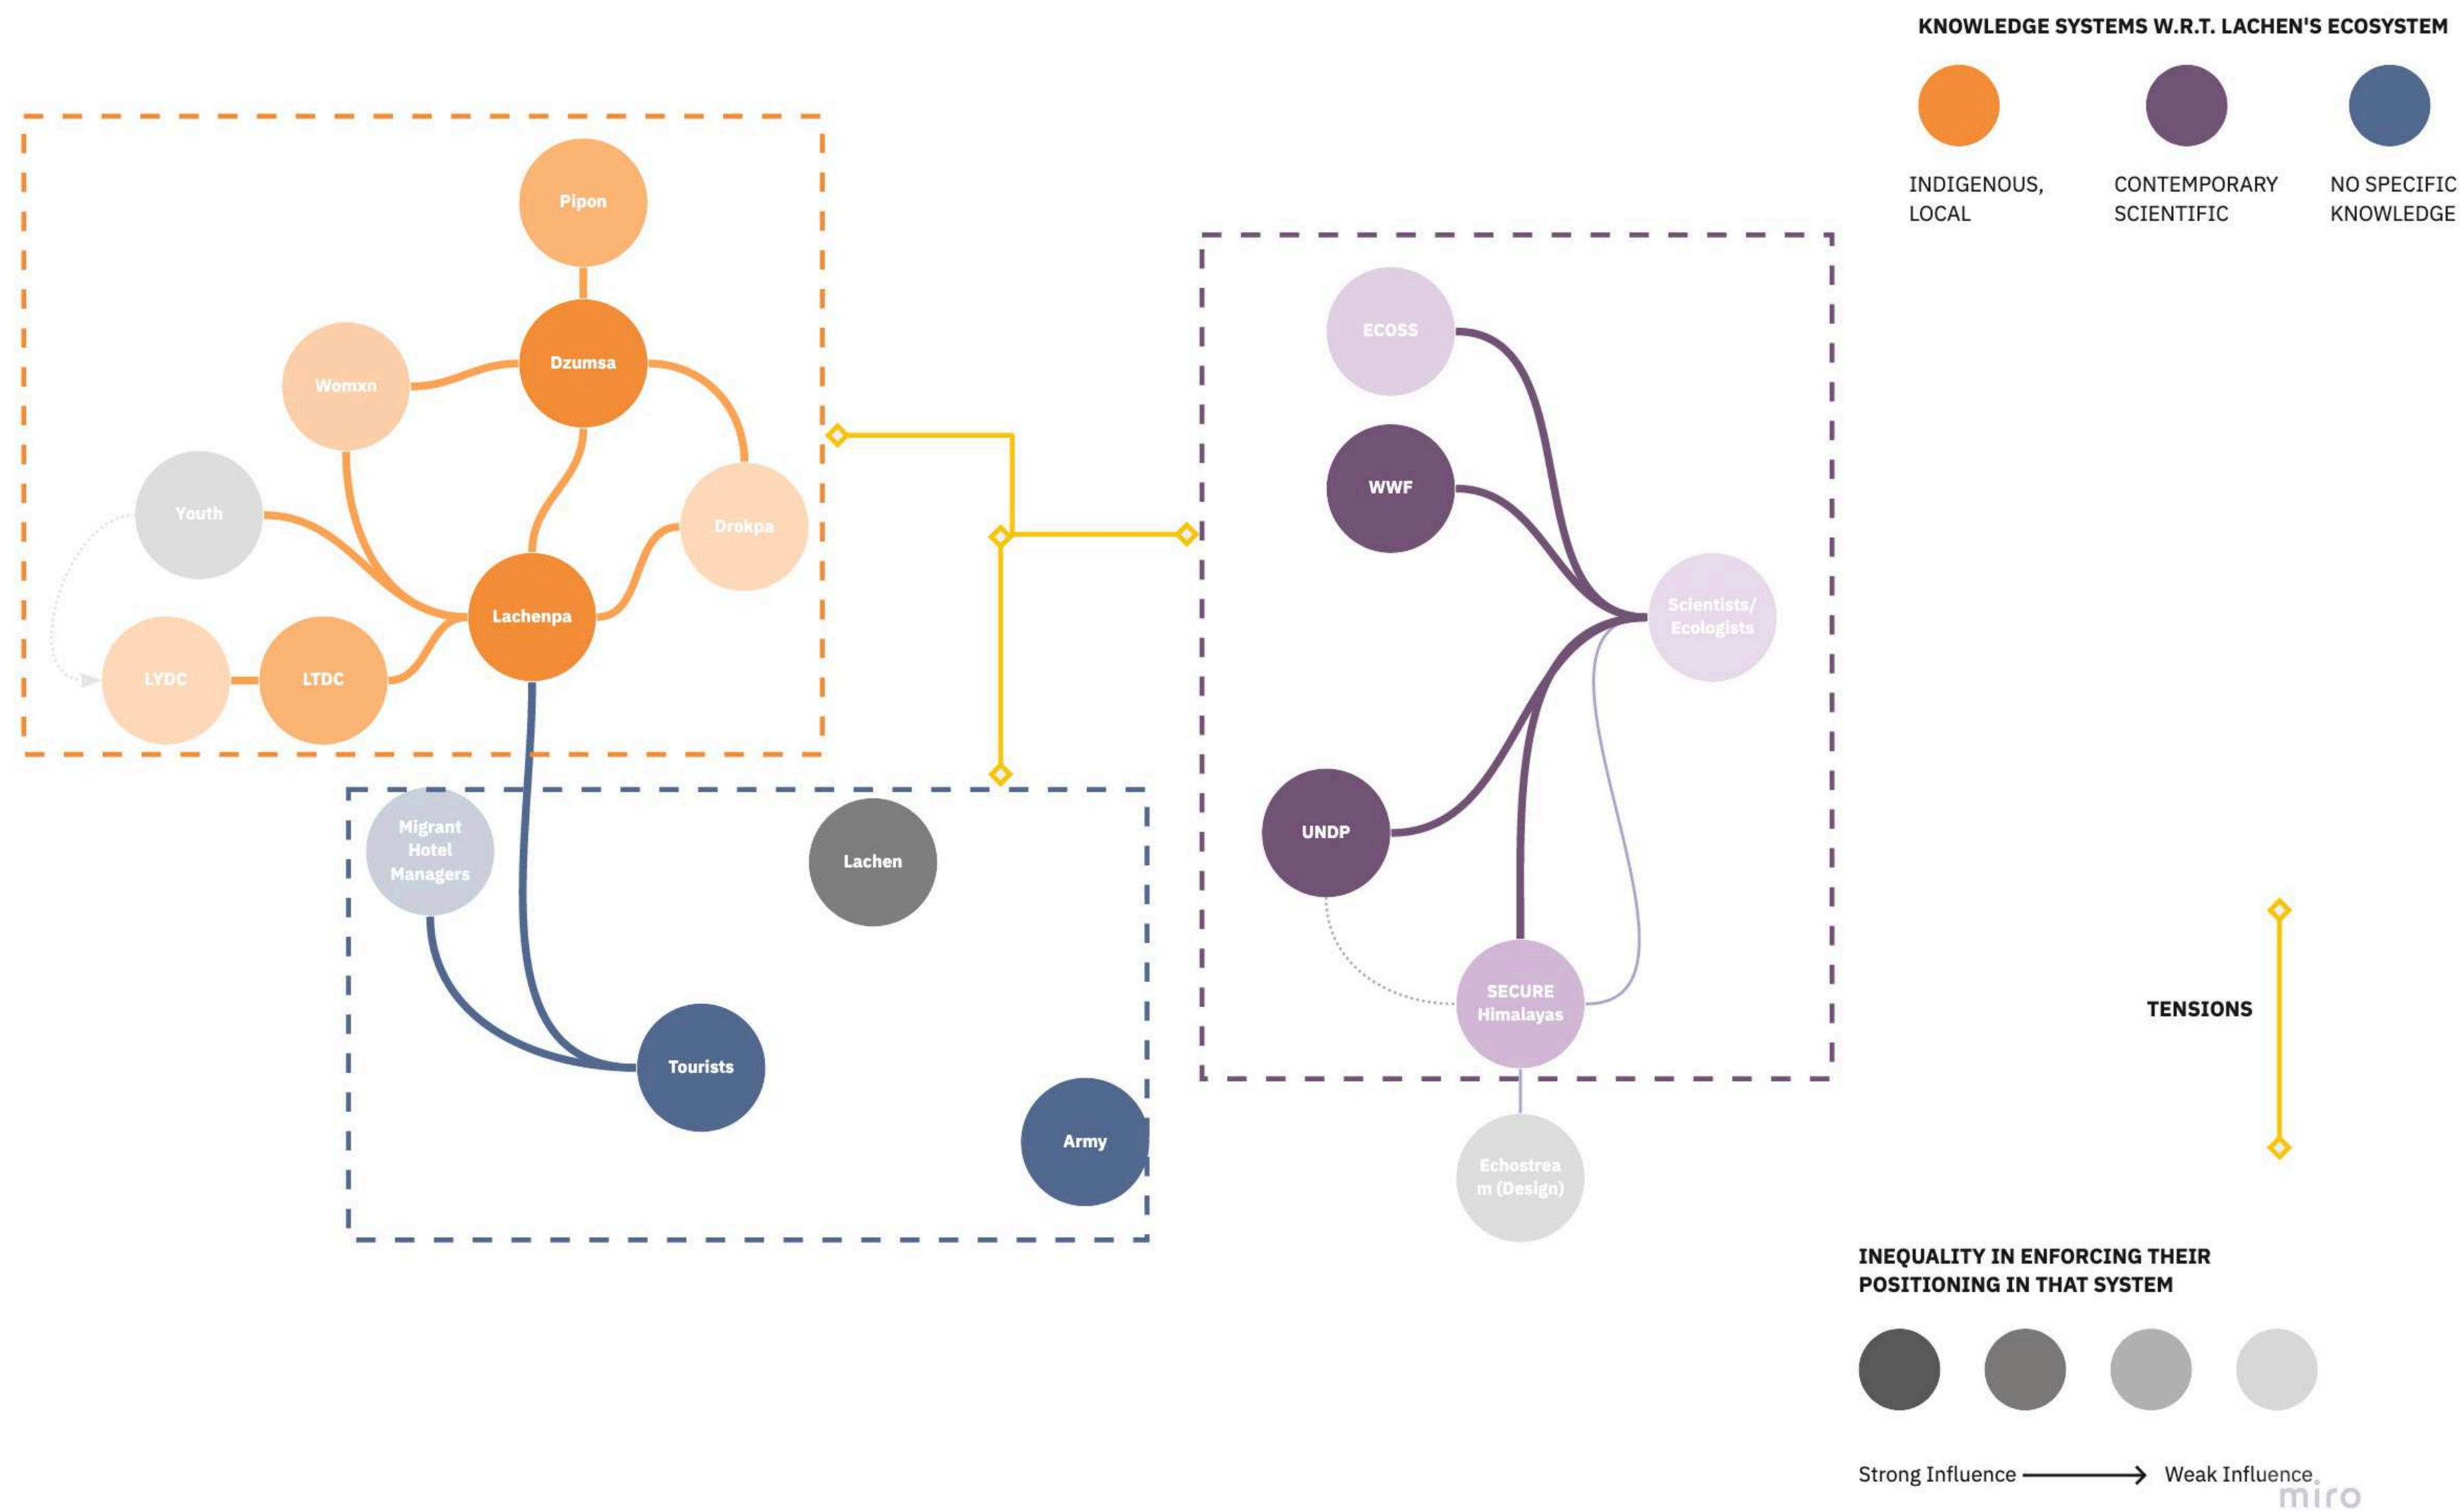 KNOWLEDGE SYSTEMS W.R.T. LACHEN'S ECOSYSTEM
INDIGENOUS,
LOCAL
CONTEMPORARY
SCIENTIFIC
NO SPECIFIC
KNOWLEDGE
Pipon
Dzumsa
Womxn
Youth
Drokpa
Lachenpa
LYDC
LTDC
ECOSS
WWF
Scientists/
Ecologists
UNDP
SECURE
Himalayas
Echostrea
m (Design)
Migrant
Hotel
Managers
Lachen
Tourists
Army
TENSIONS
INEQUALITY IN ENFORCING THEIR
POSITIONING IN THAT SYSTEM
Strong Influence
Weak Influence
miro